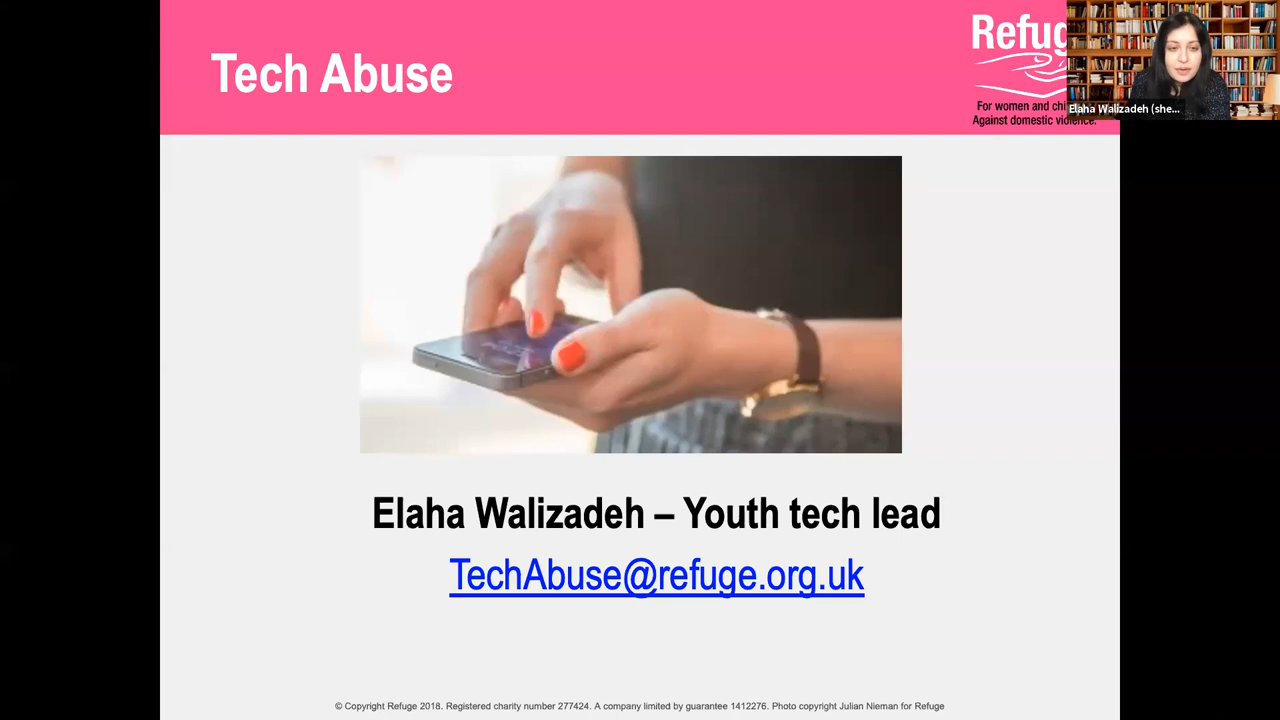 Tech Abuse
Refug
For women and chi
Against domestic violence.
Elaha Walizadeh (she...
Elaha Walizadeh – Youth tech lead
TechAbuse@refuge.org.uk
© Copyright Refuge 2018. Registered charity number 277424. A company limited by guarantee 1412276. Photo copyright Julian Nieman for Refuge